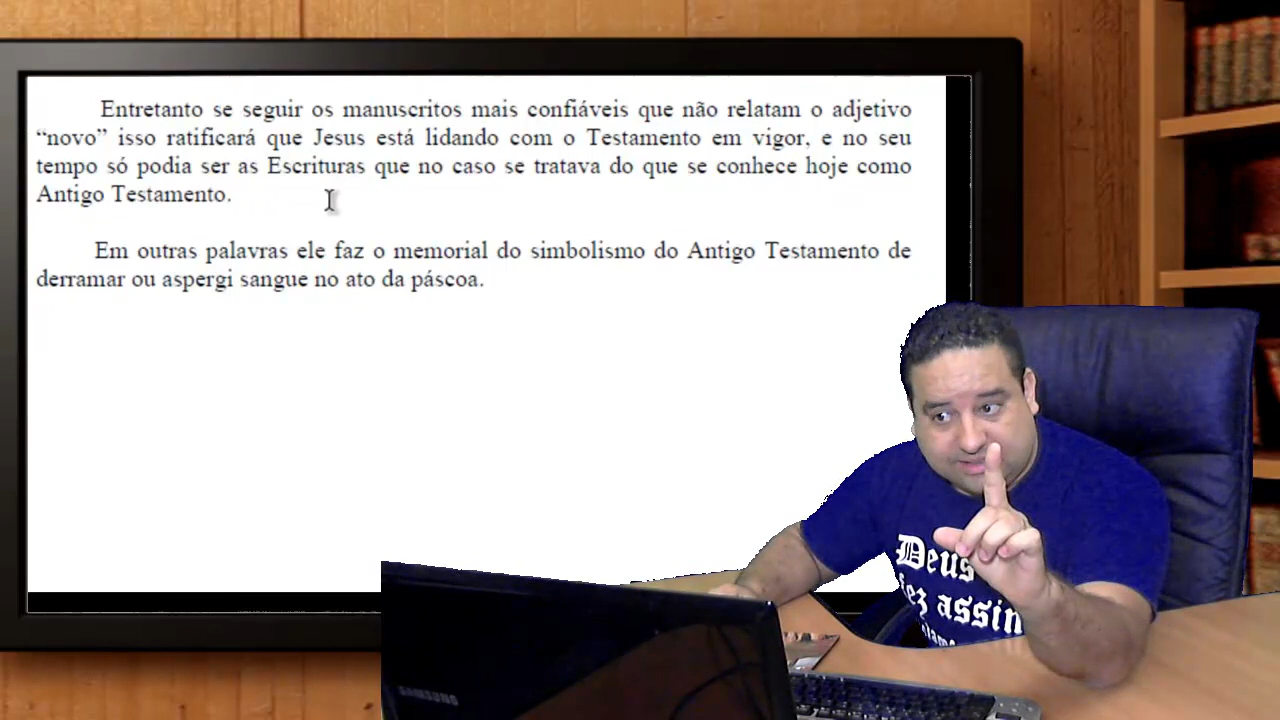 Entretanto se seguir os manuscritos mais confiáveis que não relatam o adjetivo
“novo” isso ratificará que Jesus está lidando com o Testamento em vigor, e no seu
tempo só podia ser as Escrituras que no caso se tratava do que se conhece hoje como
Antigo Testamento.
Em outras palavras ele faz o memorial do simbolismo do Antigo Testamento de
derramar ou aspergi sangue no ato da páscoa.
Deus
fez assim
SAMSUNG